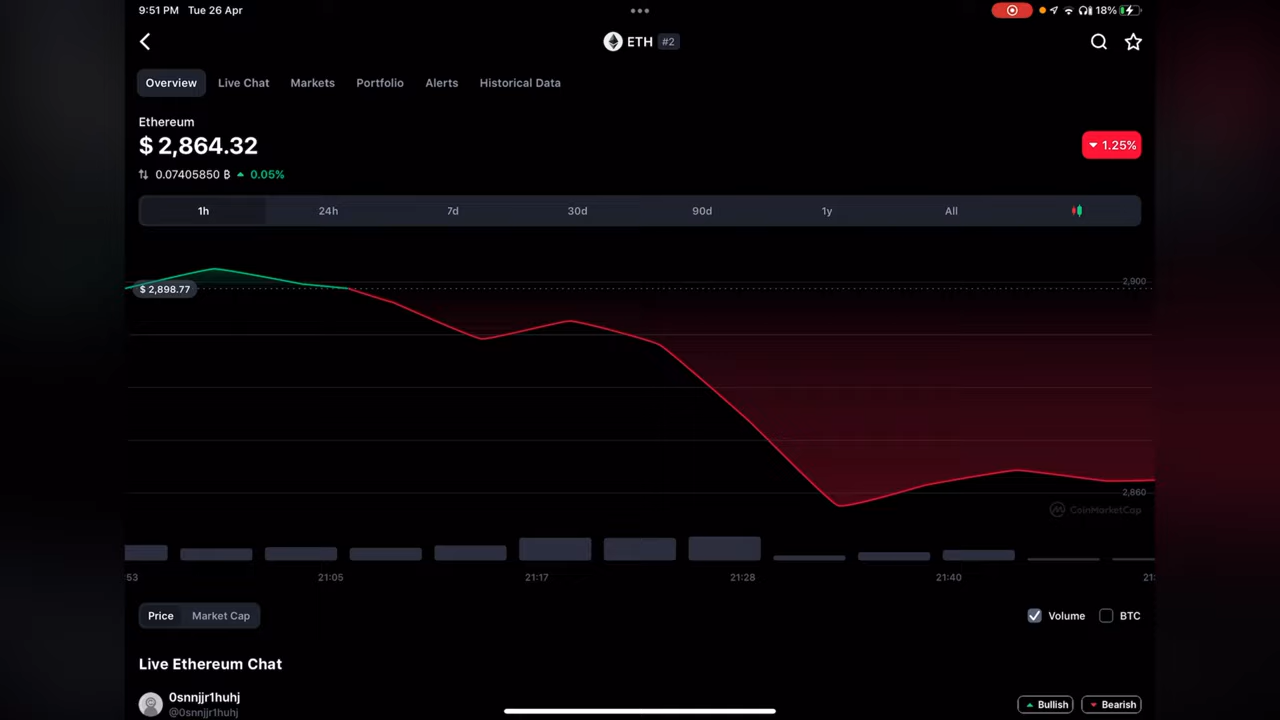 9:51 PM Tue 26 Apr
18%
ETH #2
Overview Live Chat Markets Portfolio Alerts Historical Data
Ethereum
$ 2,864.32
1.25%
0.07405850 ₿ 0.05%
1h 24h 7d 30d 90d 1y All
2,900
$ 2,898.77
2,860
CoinMarketCap
:53 21:05 21:17 21:28 21:40 21:
Price Market Cap
Volume BTC
Live Ethereum Chat
0snnjjr1huhj
@0snnjjr1huhj
Bullish Bearish